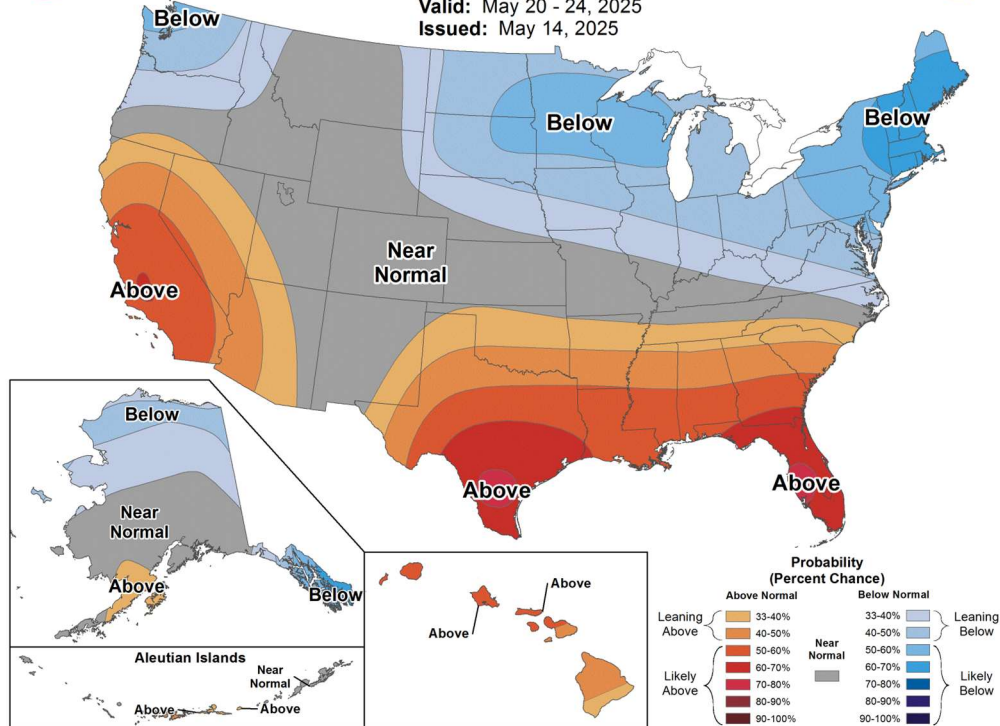 Valid: May 20 - 24, 2025
Issued: May 14, 2025
Below
Below
Below
Near
Normal
Above
Above
Above
Below
Near
Normal
Above
Below
Aleutian Islands
Near
Normal
Above
Above
Above
Above
Probability
(Percent Chance)
Above Normal
Below Normal
Leaning
Above
33-40%
40-50%
Likely
Above
50-60%
60-70%
70-80%
80-90%
90-100%
Near
Normal
33-40%
40-50%
Leaning
Below
50-60%
60-70%
70-80%
80-90%
90-100%
Likely
Below